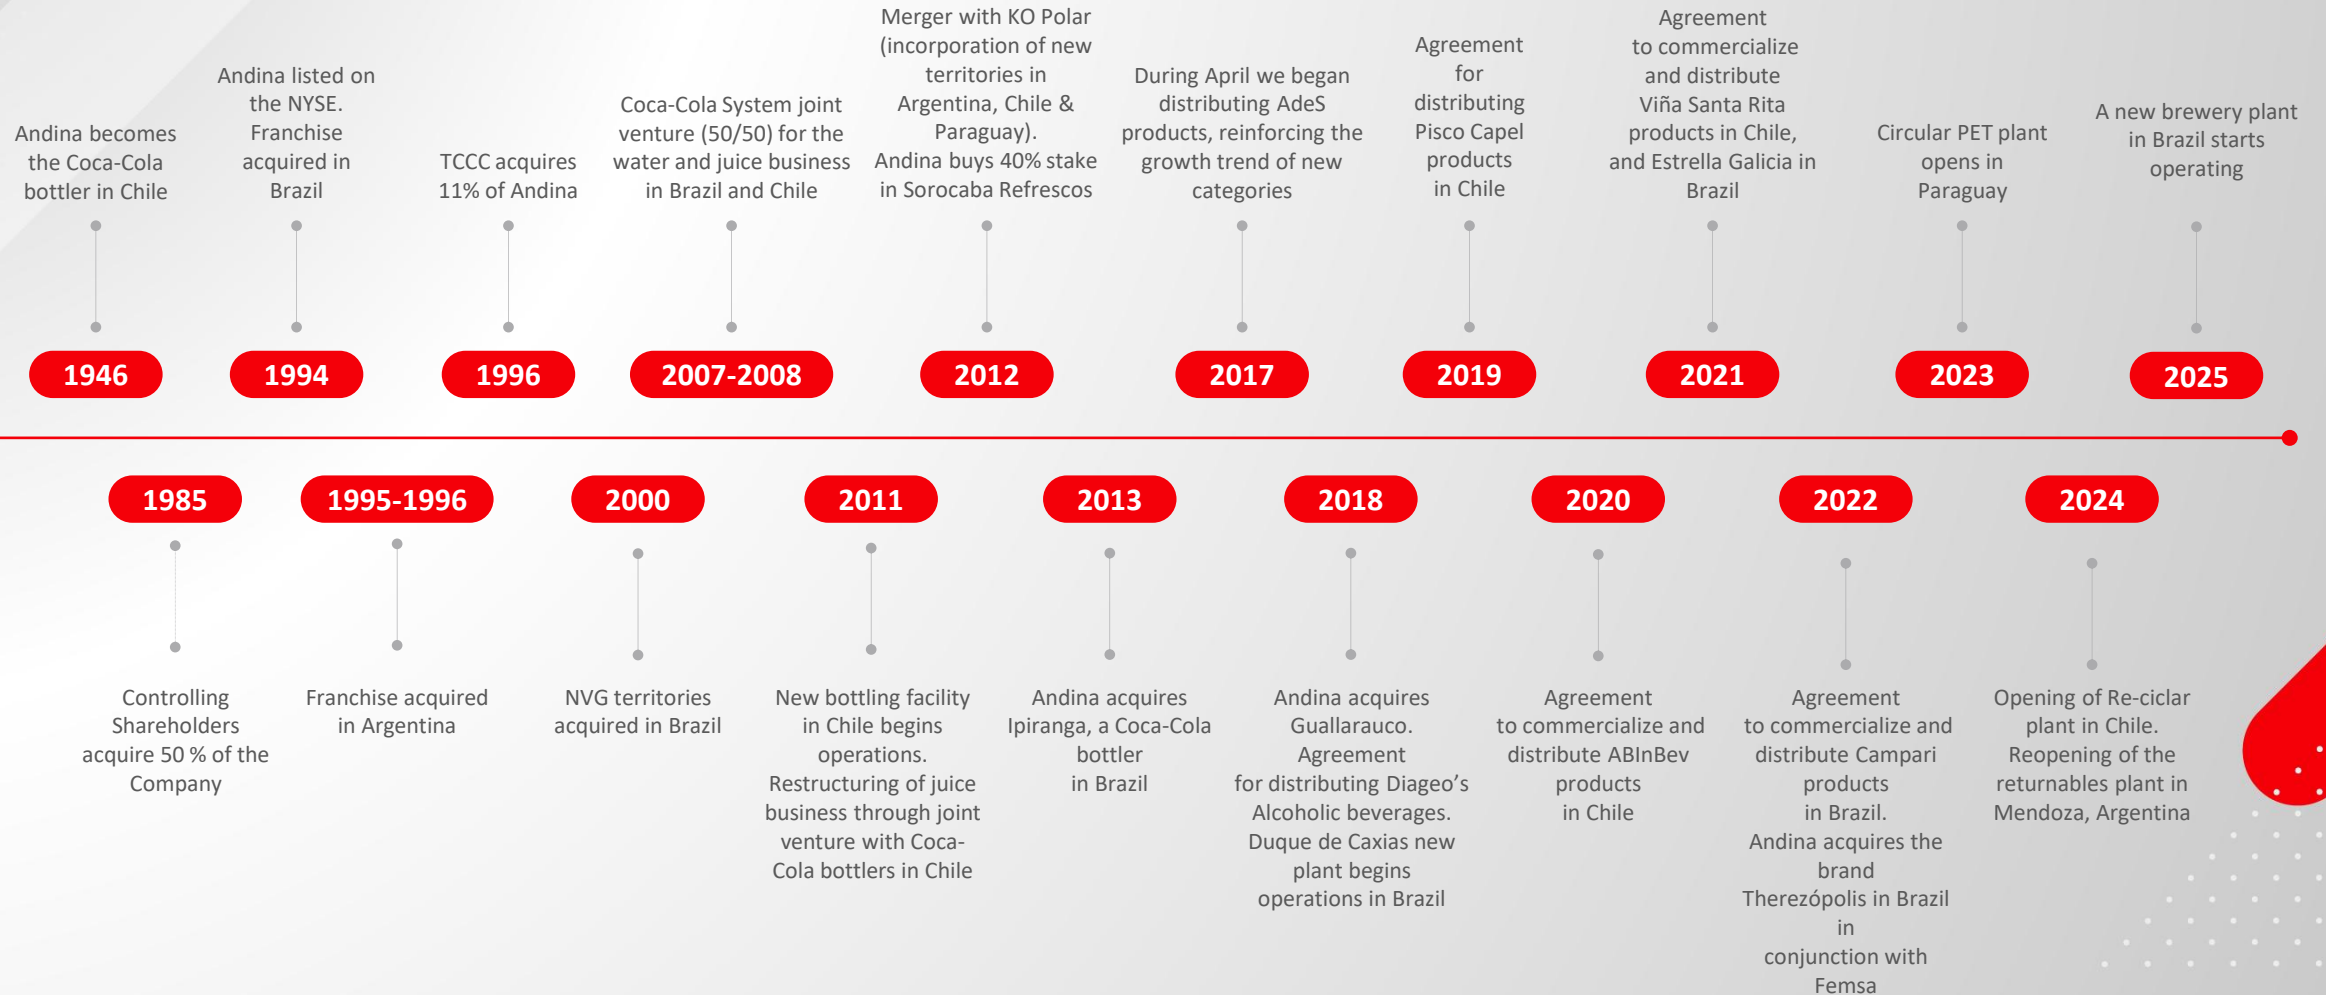 Andina becomes
the Coca-Cola
bottler in Chile
1946
Andina listed on
the NYSE.
Franchise
acquired in
Brazil
1994
TCCC acquires
11% of Andina
1996
Coca-Cola System joint
venture (50/50) for the
water and juice business
in Brazil and Chile
2007-2008
Merger with KO Polar
(incorporation of new
territories in
Argentina, Chile &
Paraguay).
Andina buys 40% stake
in Sorocaba Refrescos
2012
During April we began
distributing AdeS
products, reinforcing the
growth trend of new
categories
2017
Agreement
for
distributing
Pisco Capel
products
in Chile
2019
Agreement
to commercialize
and distribute
Viña Santa Rita
products in Chile,
and Estrella Galicia in
Brazil
2021
Circular PET plant
opens in
Paraguay
2023
A new brewery plant
in Brazil starts
operating
2025
1985
Controlling
Shareholders
acquire 50 % of the
Company
1995-1996
Franchise acquired
in Argentina
2000
NVG territories
acquired in Brazil
2011
New bottling facility
in Chile begins
operations.
Restructuring of juice
business through joint
venture with Coca-
Cola bottlers in Chile
2013
Andina acquires
Ipiranga, a Coca-Cola
bottler
in Brazil
2018
Andina acquires
Guallarauco.
Agreement
for distributing Diageo’s
Alcoholic beverages.
Duque de Caxias new
plant begins
operations in Brazil
2020
Agreement
to commercialize and
distribute ABInBev
products
in Chile
2022
Agreement
to commercialize and
distribute Campari
products
in Brazil.
Andina acquires the
brand
Therezópolis in Brazil
in
conjunction with
Femsa
2024
Opening of Re-ciclar
plant in Chile.
Reopening of the
returnables plant in
Mendoza, Argentina